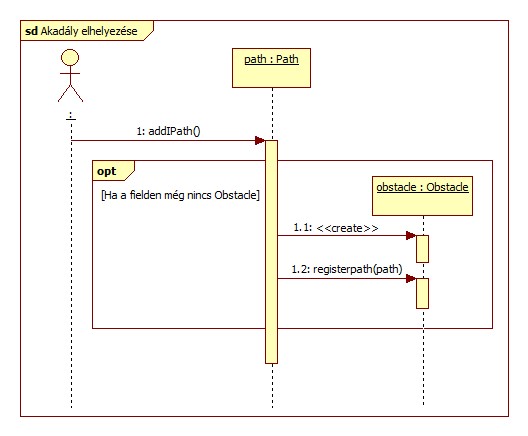 sd Akadály elhelyezése
path : Path
:
1: addIPath()
opt
[Ha a fielden még nincs Obstacle]
obstacle : Obstacle
1.1: <<create>>
1.2: registerpath(path)